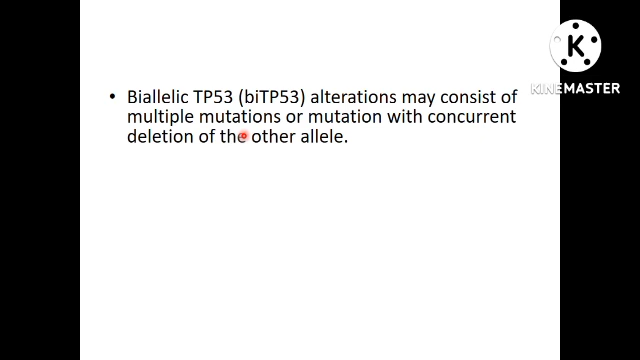 • Biallelic TP53 (biTP53) alterations may consist of
multiple mutations or mutation with concurrent
deletion of the other allele.
K
KINEMASTER